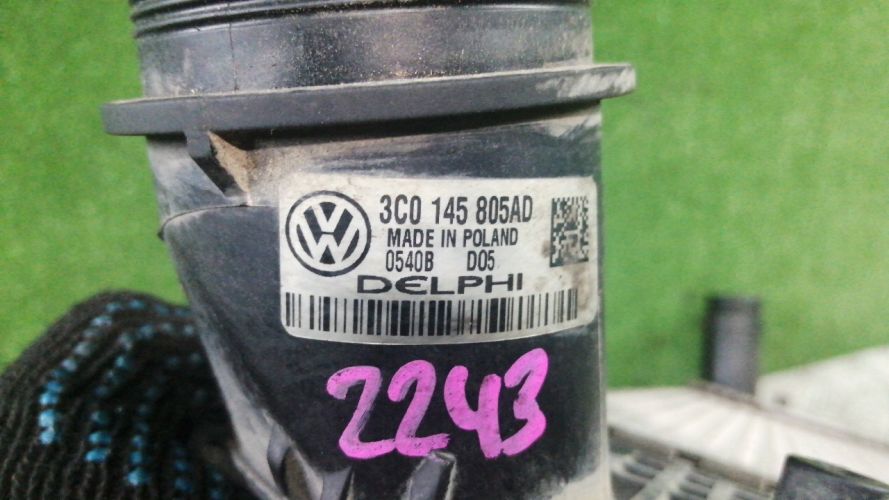 3C0 145 805AD
MADE IN POLAND
0540B D05
DELPHI
2243